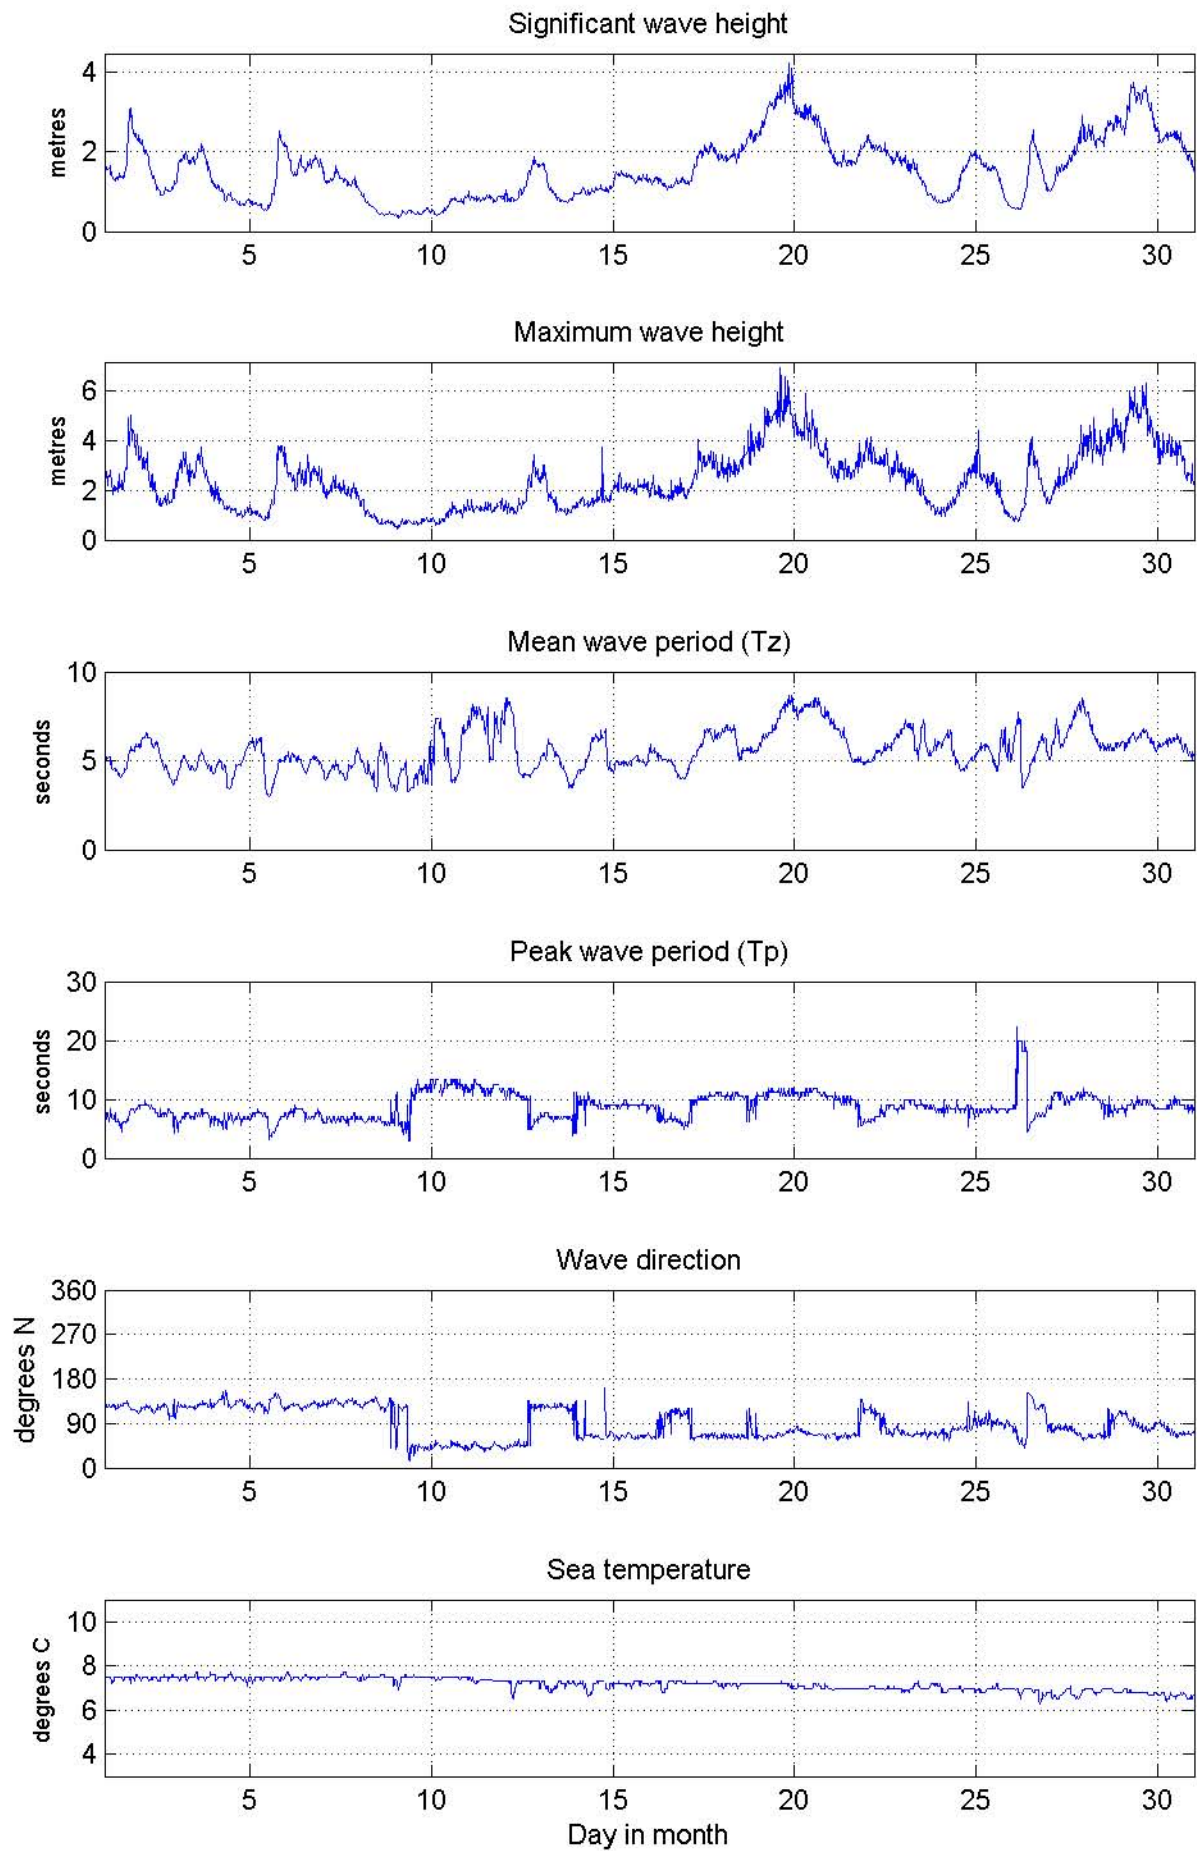 Significant wave height
metres
4
2
0
5 10 15 20 25 30
Maximum wave height
metres
6
4
2
0
5 10 15 20 25 30
Mean wave period (Tz)
seconds
10
5
0
5 10 15 20 25 30
Peak wave period (Tp)
seconds
30
20
10
0
5 10 15 20 25 30
Wave direction
degrees N
360
270
180
90
0
5 10 15 20 25 30
Sea temperature
degrees C
10
8
6
4
5 10 15 20 25 30
Day in month